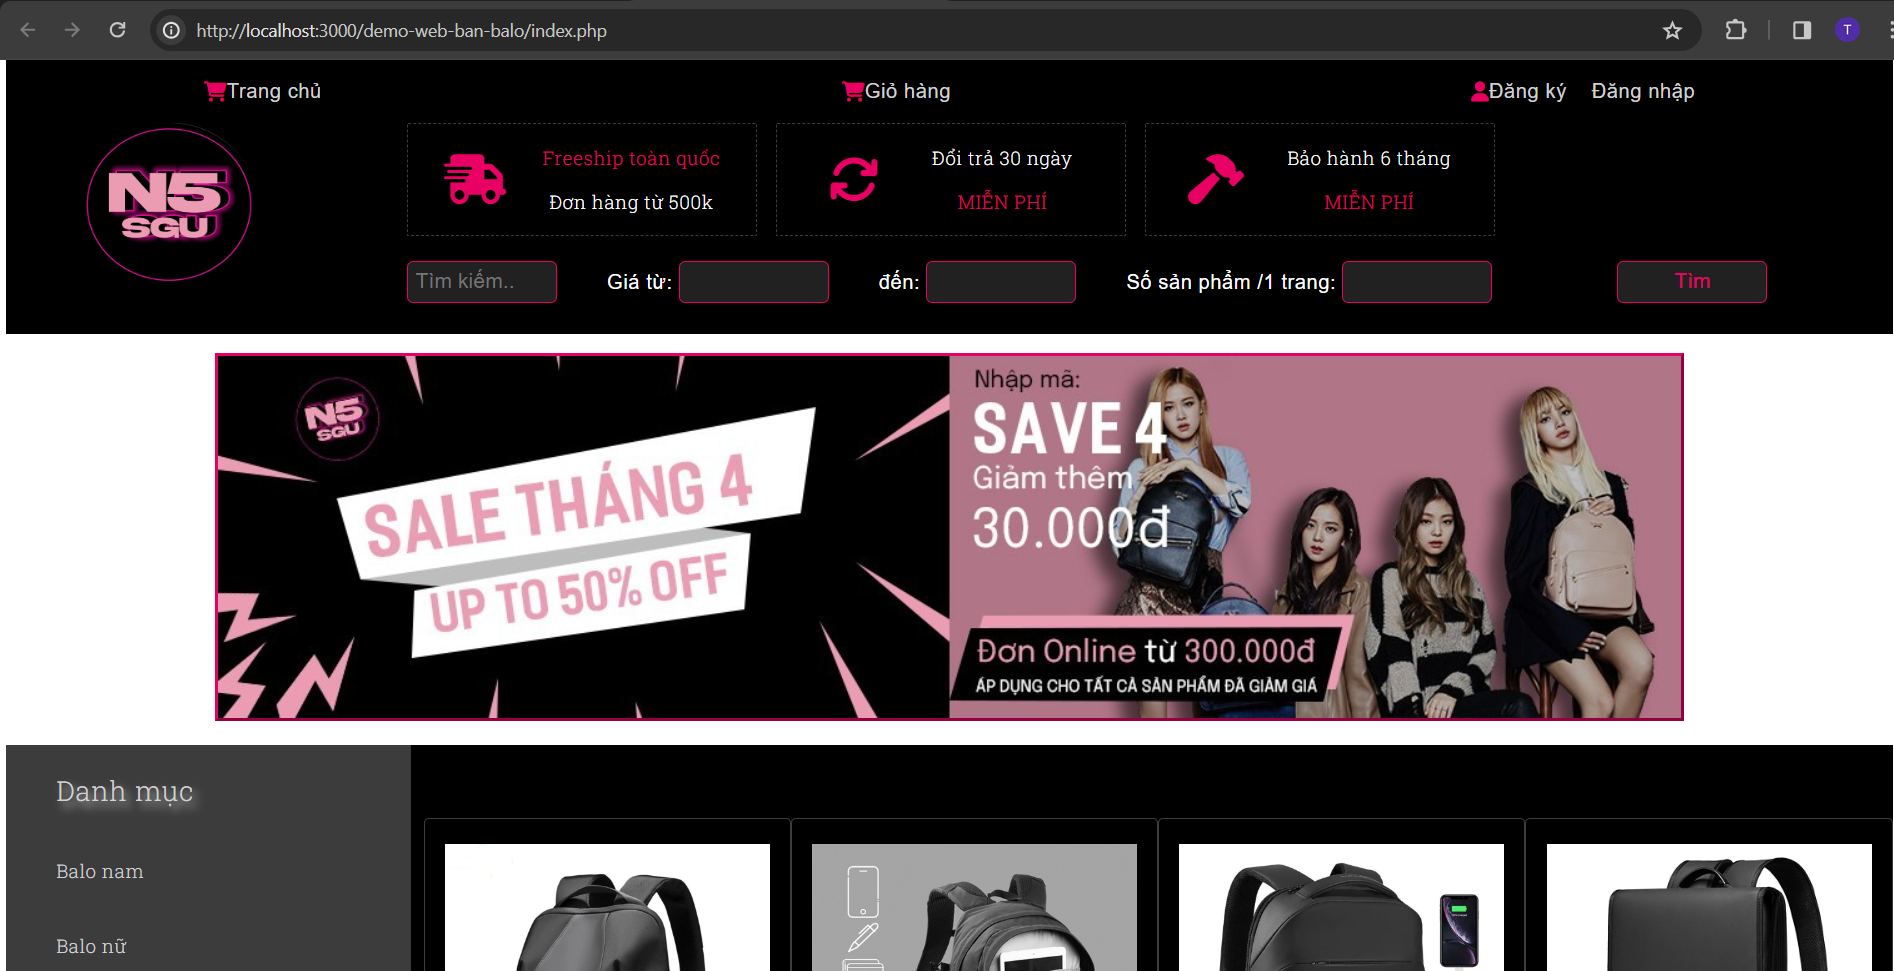 http://localhost:3000/demo-web-ban-balo/index.php
T
Trang chủ
Giỏ hàng
Đăng ký
Đăng nhập
N5
SGU
Freeship toàn quốc
Đơn hàng từ 500k
Đổi trả 30 ngày
MIỄN PHÍ
Bảo hành 6 tháng
MIỄN PHÍ
Tìm kiếm..
Giá từ:
đến:
Số sản phẩm /1 trang:
Tìm
N5
SGU
SALE THÁNG 4
UP TO 50% OFF
Nhập mã:
SAVE 4
Giảm thêm
30.000đ
Đơn Online từ 300.000đ
ÁP DỤNG CHO TẤT CẢ SẢN PHẨM ĐÃ GIẢM GIÁ
Danh mục
Balo nam
Balo nữ